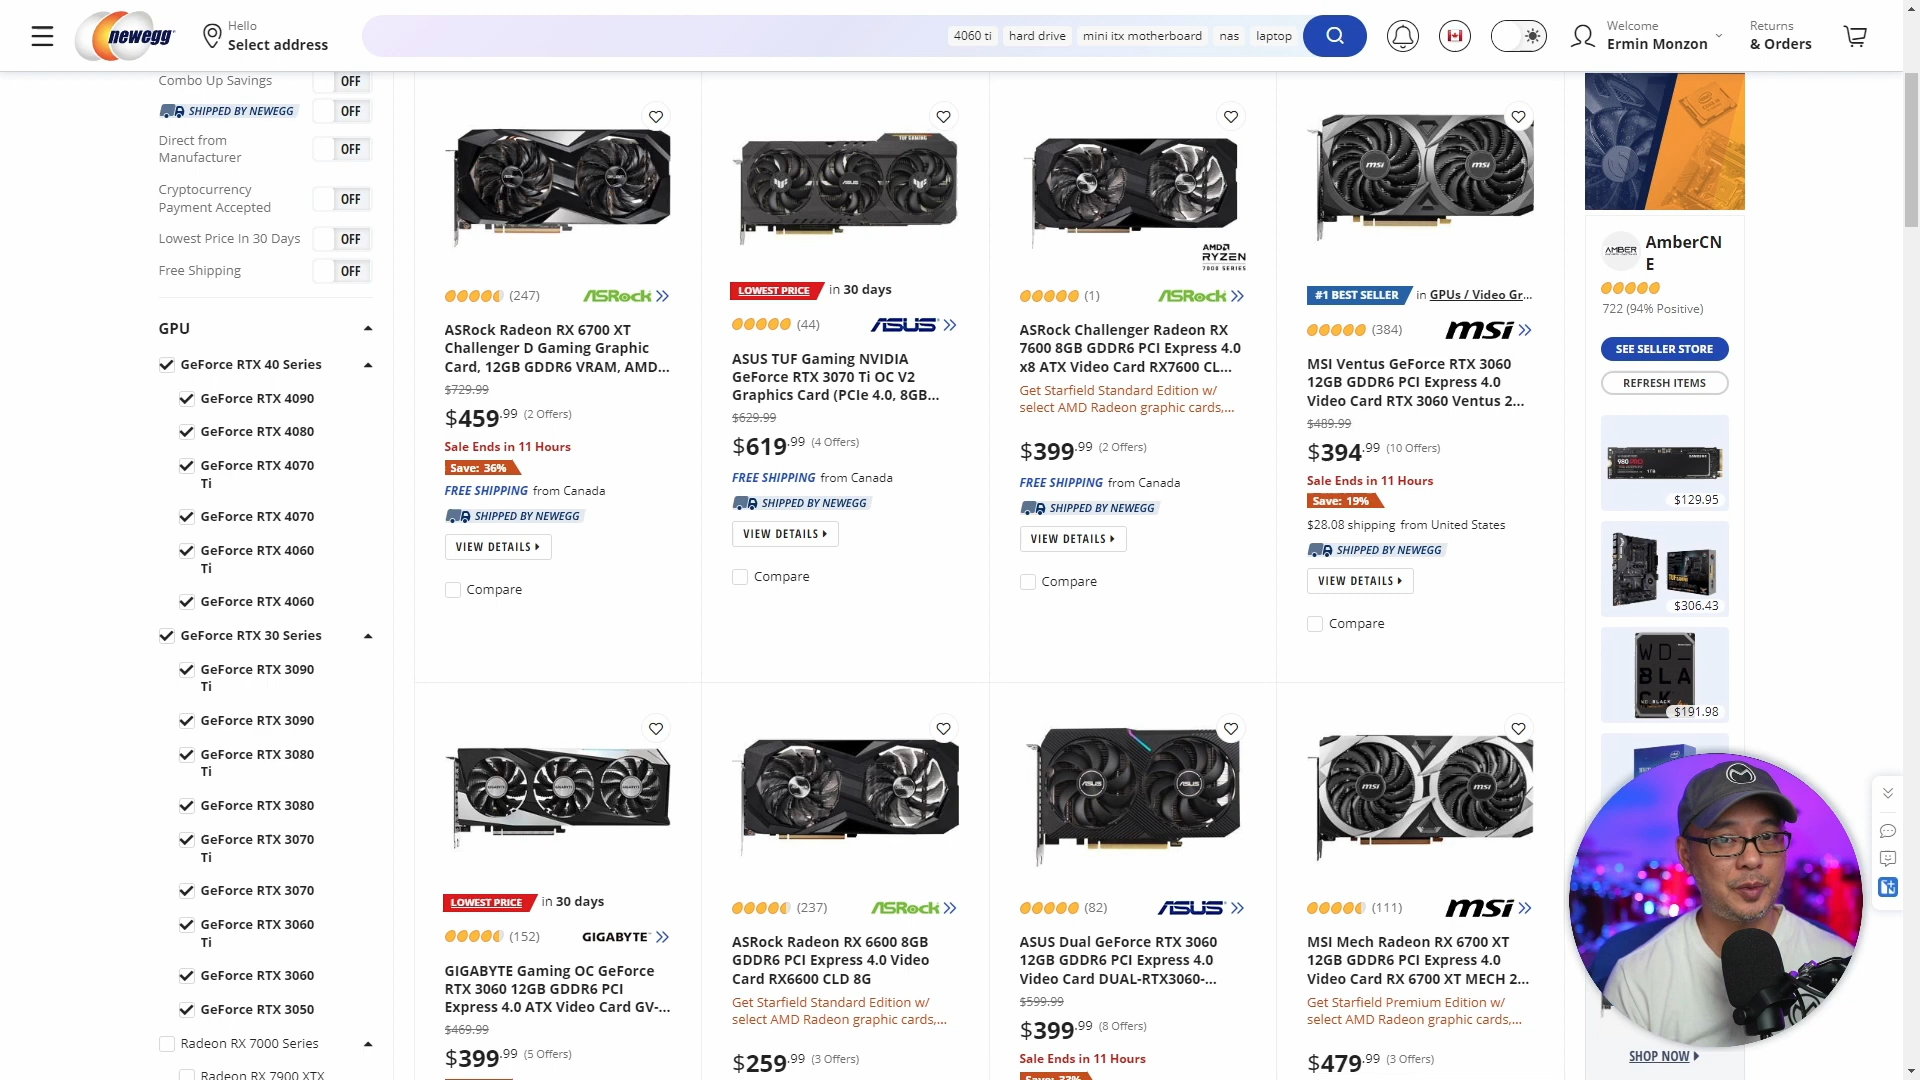 newegg
Hello
Select address
4060 ti
hard drive
mini itx motherboard
nas
laptop
Welcome
Ermin Monzon
Returns
& Orders
Combo Up Savings
OFF
SHIPPED BY NEWEGG
OFF
Direct from
Manufacturer
OFF
Cryptocurrency
Payment Accepted
OFF
Lowest Price In 30 Days
OFF
Free Shipping
OFF
GPU
GeForce RTX 40 Series
GeForce RTX 4090
GeForce RTX 4080
GeForce RTX 4070
Ti
GeForce RTX 4070
GeForce RTX 4060
Ti
GeForce RTX 4060
GeForce RTX 30 Series
GeForce RTX 3090
Ti
GeForce RTX 3090
GeForce RTX 3080
Ti
GeForce RTX 3080
GeForce RTX 3070
Ti
GeForce RTX 3070
GeForce RTX 3060
Ti
GeForce RTX 3060
GeForce RTX 3050
Radeon RX 7000 Series
Radeon RX 7900 XTX
(247)
ASRock
ASRock Radeon RX 6700 XT
Challenger D Gaming Graphic
Card, 12GB GDDR6 VRAM, AMD...
$729.99
$459.99 (2 Offers)
Sale Ends in 11 Hours
Save: 36%
FREE SHIPPING from Canada
SHIPPED BY NEWEGG
VIEW DETAILS
Compare
TUF GAMING
LOWEST PRICE in 30 days
(44)
ASUS
ASUS TUF Gaming NVIDIA
GeForce RTX 3070 Ti OC V2
Graphics Card (PCIe 4.0, 8GB...
$629.99
$619.99 (4 Offers)
FREE SHIPPING from Canada
SHIPPED BY NEWEGG
VIEW DETAILS
Compare
AMD
RYZEN
7000 SERIES
(1)
ASRock
ASRock Challenger Radeon RX
7600 8GB GDDR6 PCI Express 4.0
x8 ATX Video Card RX7600 CL...
Get Starfield Standard Edition w/
select AMD Radeon graphic cards,...
$399.99 (2 Offers)
FREE SHIPPING from Canada
SHIPPED BY NEWEGG
VIEW DETAILS
Compare
msi
msi
#1 BEST SELLER in GPUs / Video Gr...
(384)
msi
MSI Ventus GeForce RTX 3060
12GB GDDR6 PCI Express 4.0
Video Card RTX 3060 Ventus 2...
$489.99
$394.99 (10 Offers)
Sale Ends in 11 Hours
Save: 19%
$28.08 shipping from United States
SHIPPED BY NEWEGG
VIEW DETAILS
Compare
GIGABYTE
GIGABYTE
GIGABYTE
LOWEST PRICE in 30 days
(152)
GIGABYTE
GIGABYTE Gaming OC GeForce
RTX 3060 12GB GDDR6 PCI
Express 4.0 ATX Video Card GV-...
$469.99
$399.99 (5 Offers)
(237)
ASRock
ASRock Radeon RX 6600 8GB
GDDR6 PCI Express 4.0 Video
Card RX6600 CLD 8G
Get Starfield Standard Edition w/
select AMD Radeon graphic cards,...
$259.99 (3 Offers)
ASUS
ASUS
(82)
ASUS
ASUS Dual GeForce RTX 3060
12GB GDDR6 PCI Express 4.0
Video Card DUAL-RTX3060-...
$599.99
$399.99 (8 Offers)
Sale Ends in 11 Hours
Save: 33%
msi
msi
(111)
msi
MSI Mech Radeon RX 6700 XT
12GB GDDR6 PCI Express 4.0
Video Card RX 6700 XT MECH 2...
Get Starfield Premium Edition w/
select AMD Radeon graphic cards,...
$479.99 (3 Offers)
AMBER
AmberCN
E
722 (94% Positive)
SEE SELLER STORE
REFRESH ITEMS
980 PRO
SAMSUNG
$129.95
$306.43
WD_
BLA
CK
$191.98
SHOP NOW